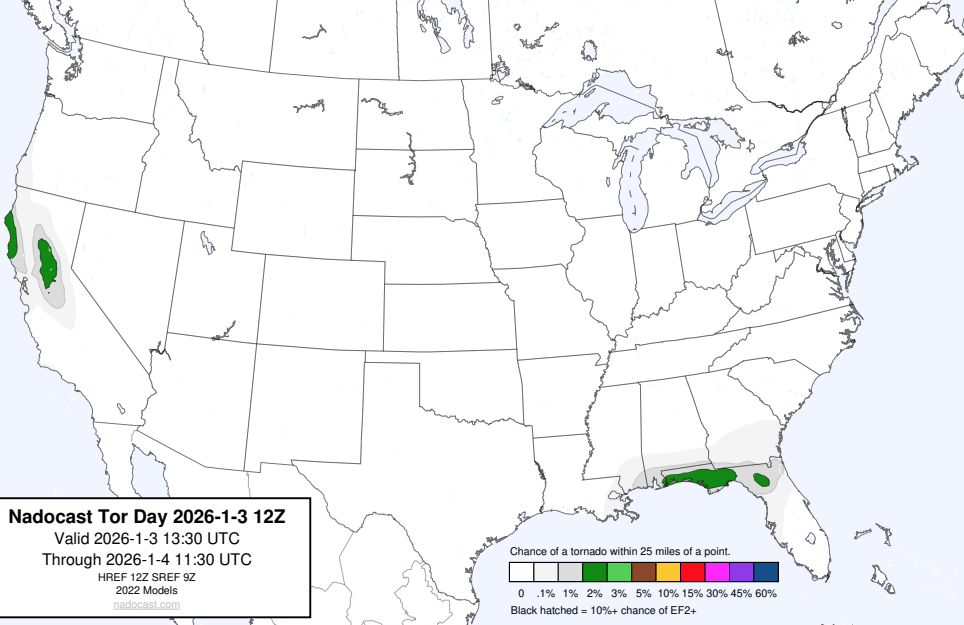 Nadocast Tor Day 2026-1-3 12Z
Valid 2026-1-3 13:30 UTC
Through 2026-1-4 11:30 UTC
HREF 12Z SREF 9Z
2022 Models
nadocast.com
Chance of a tornado within 25 miles of a point.
0 .1% 1% 2% 3% 5% 10% 15% 30% 45% 60%
Black hatched = 10%+ chance of EF2+